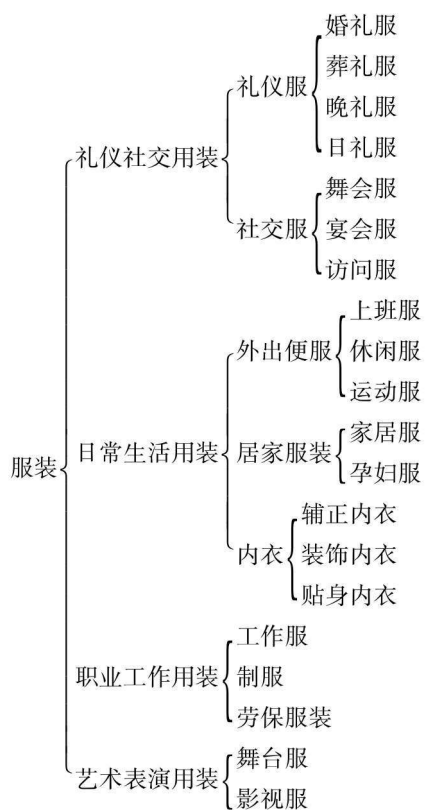 服装
礼仪社交用装
礼仪服
婚礼服
葬礼服
晚礼服
日礼服
社交服
舞会服
宴会服
访问服
日常生活用装
外出便服
上班服
休闲服
运动服
居家服装
家居服
孕妇服
内衣
辅正内衣
装饰内衣
贴身内衣
职业工作用装
工作服
制服
劳保服装
艺术表演用装
舞台服
影视服